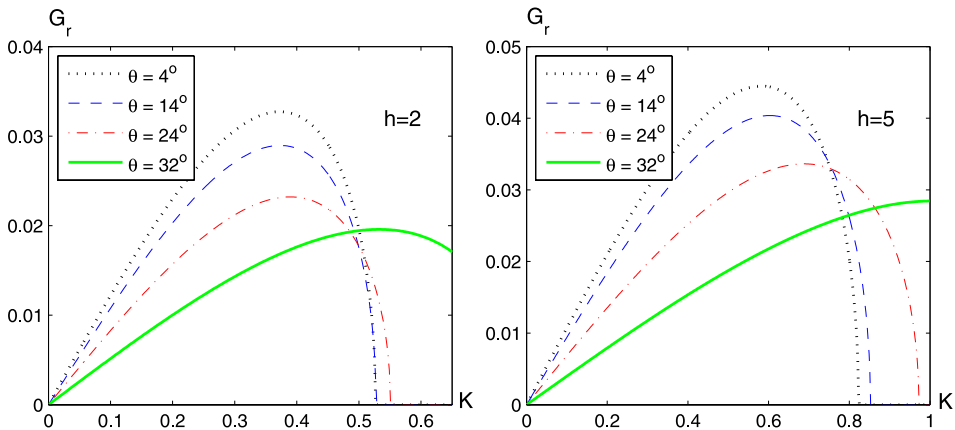 G_r
0.04
0.03
0.02
0.01
0
θ = 4°
θ = 14°
θ = 24°
θ = 32°
h=2
0 0.1 0.2 0.3 0.4 0.5 0.6 K
G_r
0.05
0.04
0.03
0.02
0.01
0
θ = 4°
θ = 14°
θ = 24°
θ = 32°
h=5
0 0.2 0.4 0.6 0.8 1 K